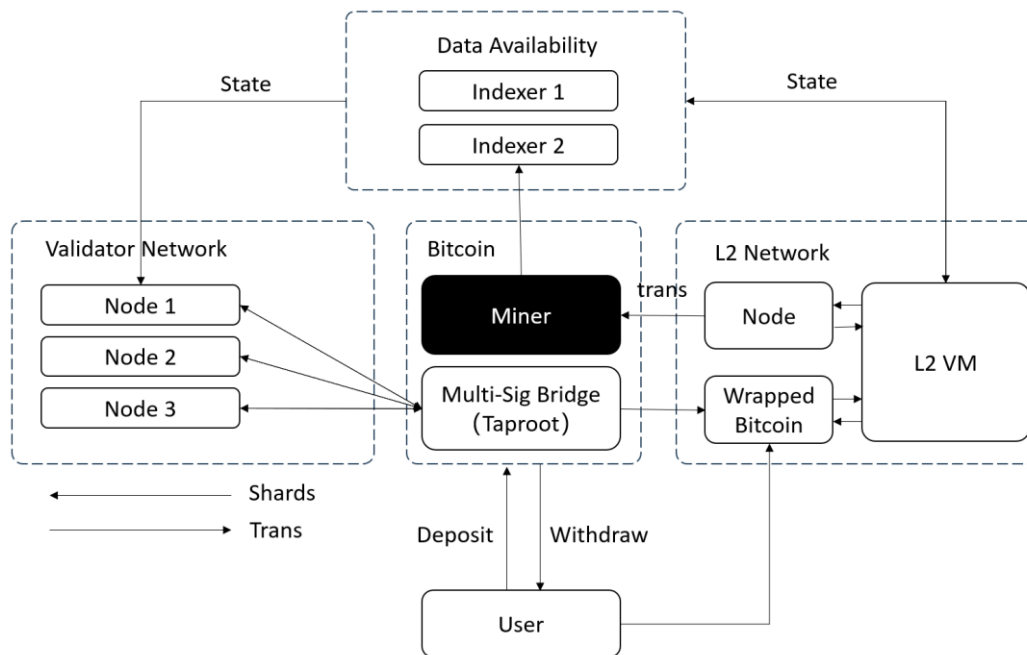 Data Availability
Indexer 1
State
State
Indexer 2
Validator Network
Bitcoin
L2 Network
Node 1
trans
Miner
Node
Node 2
L2 VM
Node 3
Multi-Sig Bridge
(Taproot)
Wrapped
Bitcoin
Shards
Trans
Deposit
Withdraw
User